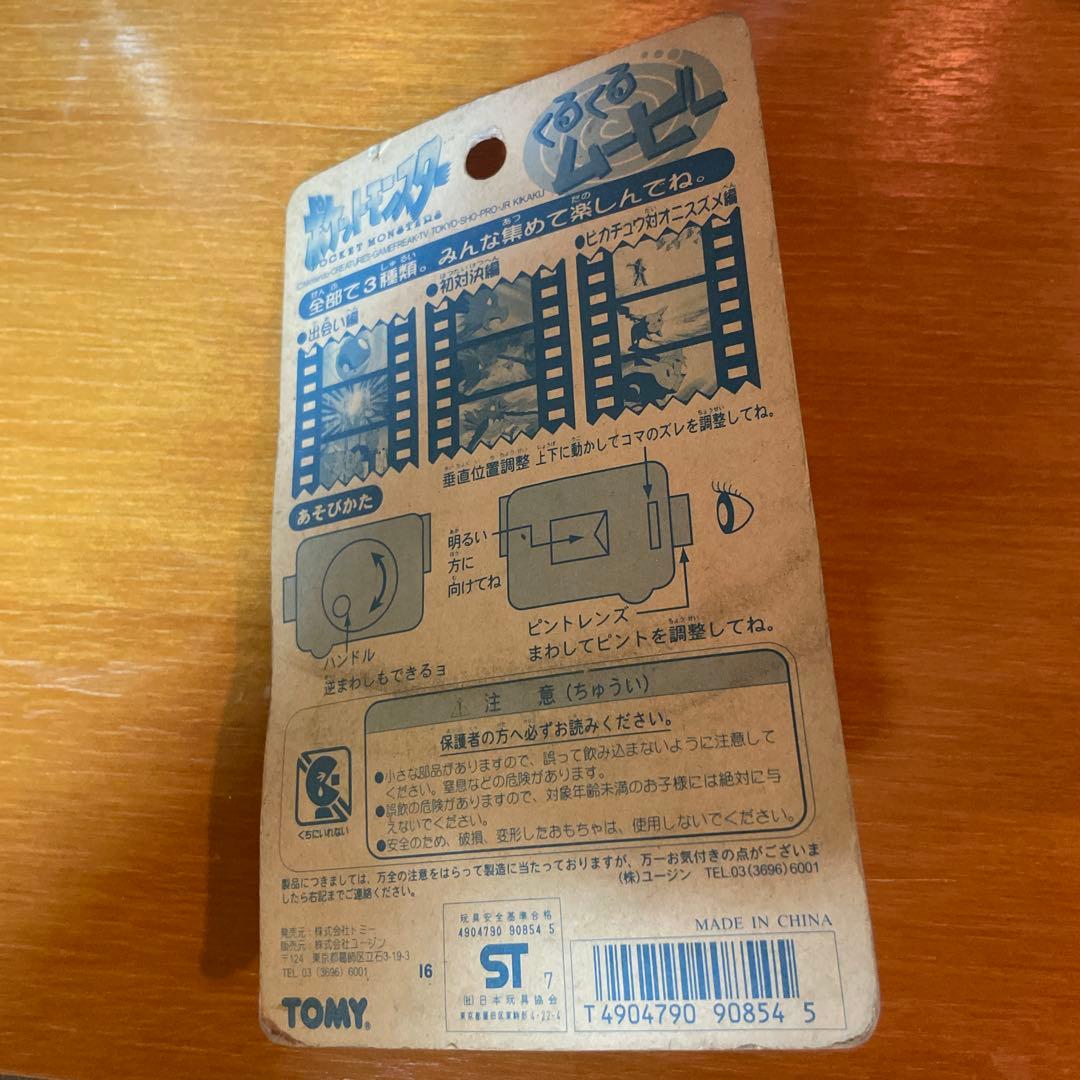 ポケットモンスター
POCKET MONSTERS
くるくる
ムービー
©Nintendo・CREATURES・GAMEFREAK・TV TOKYO・SHO-PRO・JR KIKAKU
全部で3種類。みんな集めて楽しんでね。
●出会い編
●初対決編
●ピカチュウ対オニスズメ編
あそびかた
垂直位置調整 上下に動かしてコマのズレを調整してね。
明るい
方に
向けてね
ハンドル
逆まわしもできるョ
ピントレンズ
まわしてピントを調整してね。
⚠ 注 意(ちゅうい)
保護者の方へ必ずお読みください。
●小さな部品がありますので、誤って飲み込まないように注意して
ください。窒息などの危険があります。
●誤飲の危険がありますので、対象年齢未満のお子様には絶対に与
えないでください。
●安全のため、破損、変形したおもちゃは、使用しないでください。
くちにいれない
製品につきましては、万全の注意をはらって製造に当たっておりますが、万一お気付きの点がございま
したら右記までご連絡ください。
(株)ユージン TEL.03(3696)6001
発売元:株式会社トミー
販売元:株式会社ユージン
〒124 東京都葛飾区立石3-19-3
TEL 03 (3696) 6001
16
TOMY®
玩具安全基準合格
4904790 90854 5
ST 7
(社)日本玩具協会
東京都墨田区東駒形4-22-4
MADE IN CHINA
T4904790 90854 5